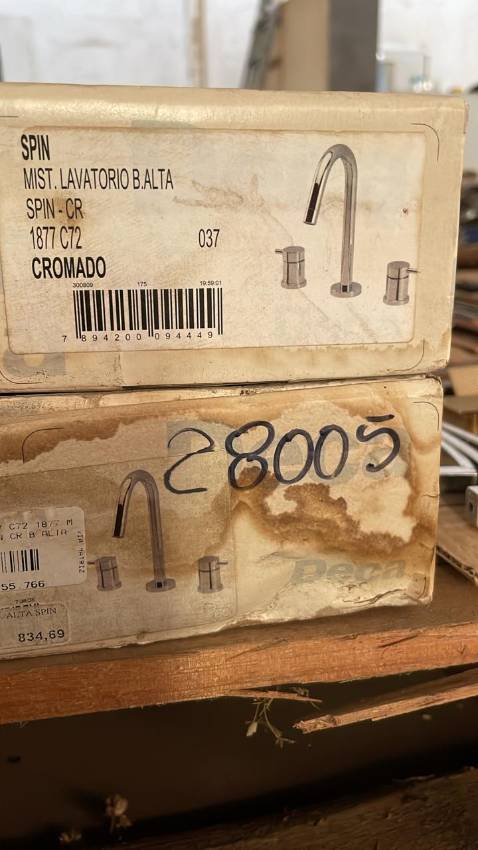 SPIN
MIST. LAVATORIO B.ALTA
SPIN - CR
1877 C72 037
CROMADO
300809 175 19:59:01
7 894200 094449
28005
C72 1877 M
CR B ALTA
Deca
55 766
ALTA SPIN
834,69